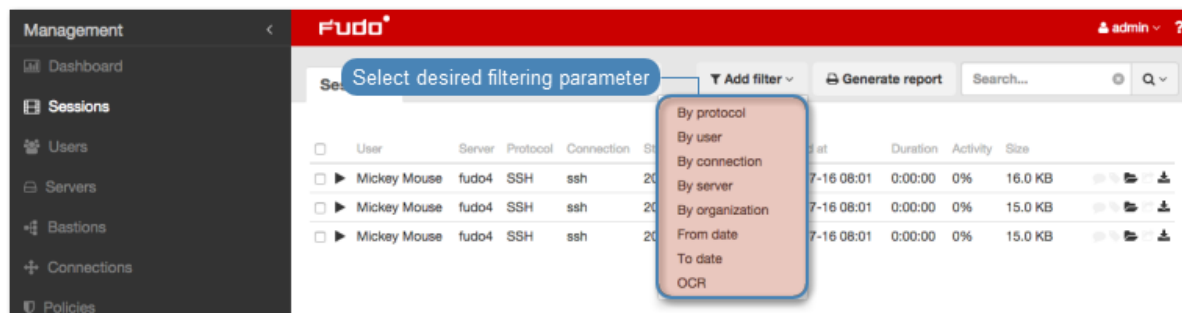 Management
Fudo
admin
?
Dashboard
Select desired filtering parameter
Add filter
Generate report
Search...
Sessions
By protocol
Users
By user
User Server Protocol Connection
Duration Activity Size
By connection
Mickey Mouse fudo4 SSH ssh 20 7-16 08:01 0:00:00 0% 16.0 KB
Servers
By server
Mickey Mouse fudo4 SSH ssh 20 7-16 08:01 0:00:00 0% 15.0 KB
By organization
Bastions
From date
Mickey Mouse fudo4 SSH ssh 20 7-16 08:01 0:00:00 0% 15.0 KB
To date
Connections
OCR
Policies